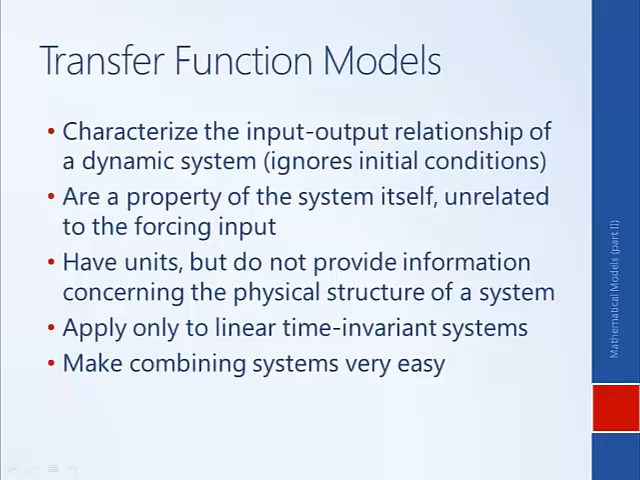 Transfer Function Models
• Characterize the input-output relationship of
a dynamic system (ignores initial conditions)
• Are a property of the system itself, unrelated
to the forcing input
• Have units, but do not provide information
concerning the physical structure of a system
• Apply only to linear time-invariant systems
• Make combining systems very easy
Mathematical Models (part II)